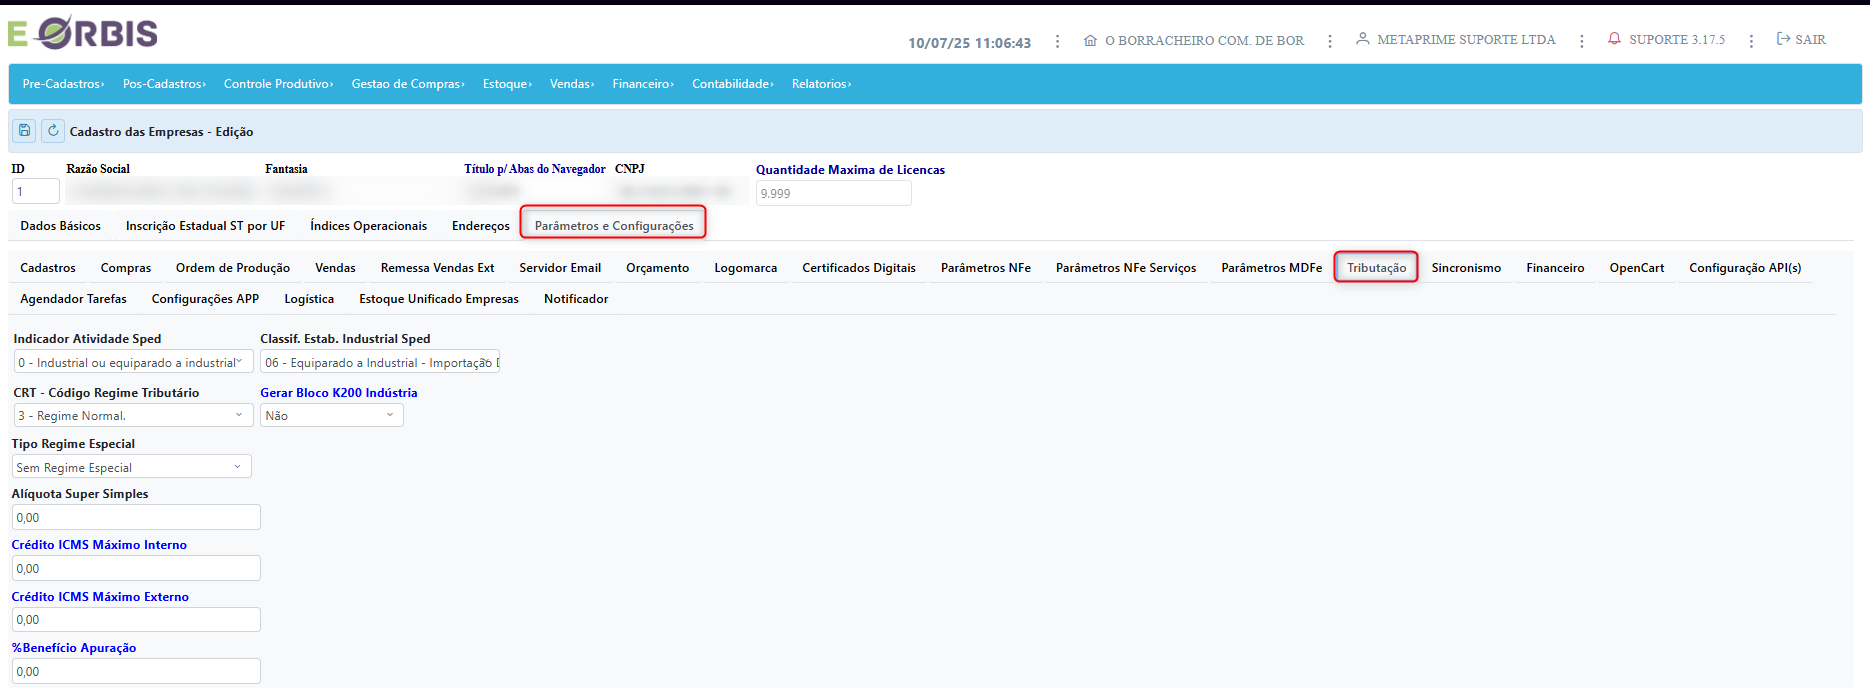 E ORBIS
10/07/25 11:06:43 O BORRACHEIRO COM. DE BOR METAPRIME SUPORTE LTDA SUPORTE 3.17.5 SAIR
Pre-Cadastros› Pos-Cadastros› Controle Produtivo› Gestao de Compras› Estoque› Vendas› Financeiro› Contabilidade› Relatorios›
Cadastro das Empresas - Edição
ID Razão Social Fantasia Título p/ Abas do Navegador CNPJ Quantidade Maxima de Licencas
1 9.999
Dados Básicos Inscrição Estadual ST por UF Índices Operacionais Endereços Parâmetros e Configurações
Cadastros Compras Ordem de Produção Vendas Remessa Vendas Ext Servidor Email Orçamento Logomarca Certificados Digitais Parâmetros NFe Parâmetros NFe Serviços Parâmetros MDFe Tributação Sincronismo Financeiro OpenCart Configuração API(s)
Agendador Tarefas Configurações APP Logística Estoque Unificado Empresas Notificador
Indicador Atividade Sped Classif. Estab. Industrial Sped
0 - Industrial ou equiparado a industrial 06 - Equiparado a Industrial - Importação D
CRT - Código Regime Tributário Gerar Bloco K200 Indústria
3 - Regime Normal. Não
Tipo Regime Especial
Sem Regime Especial
Alíquota Super Simples
0,00
Crédito ICMS Máximo Interno
0,00
Crédito ICMS Máximo Externo
0,00
%Benefício Apuração
0,00